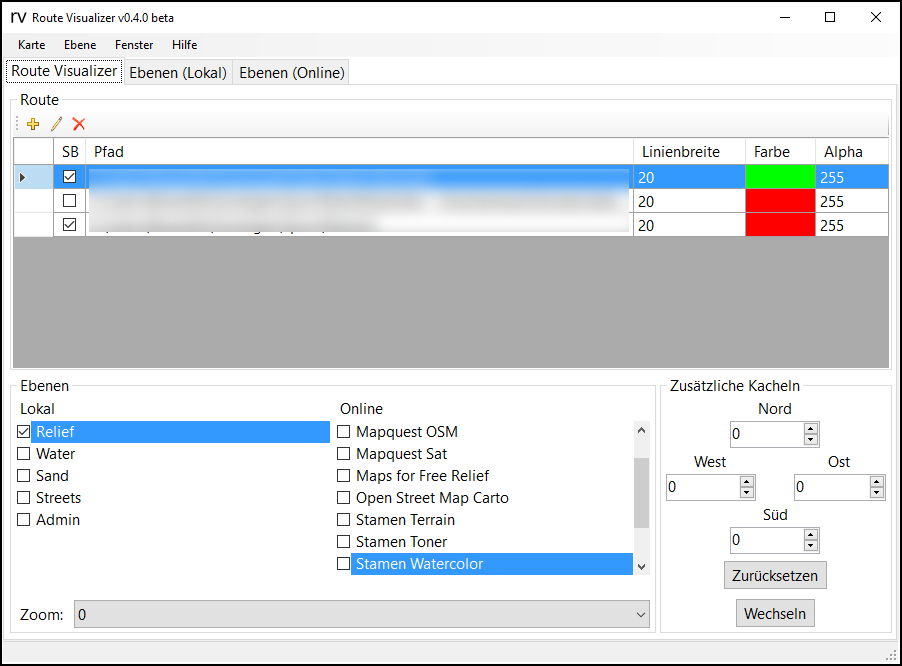 rv Route Visualizer v0.4.0 beta
Karte Ebene Fenster Hilfe
Route Visualizer Ebenen (Lokal) Ebenen (Online)
Route
SB Pfad Linienbreite Farbe Alpha
20 255
20 255
20 255
Ebenen
Lokal
Relief
Water
Sand
Streets
Admin
Online
Mapquest OSM
Mapquest Sat
Maps for Free Relief
Open Street Map Carto
Stamen Terrain
Stamen Toner
Stamen Watercolor
Zoom: 0
Zusätzliche Kacheln
Nord
0
West Ost
0 0
Süd
0
Zurücksetzen
Wechseln